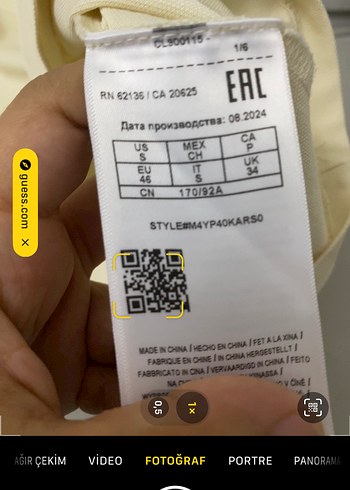 CL900115 -
1/6
RN 62136 / CA 20625
EAC
Дата производства: 08.2024
US S
MEX CH
CA P
EU 46
IT S
UK 34
CN 170/92A
STYLE#M4YP40KARS0
MADE IN CHINA / HECHO EN CHINA / FET A LA XINA /
FABRIQUE EN CHINE / IN CHINA HERGESTELLT /
FABBRICATO IN CINA / VERVAARDIGD IN CHINA / FEITO
guess.com ×
0,5
1×
AĞIR ÇEKİM
VİDEO
FOTOĞRAF
PORTRE
PANORAMA